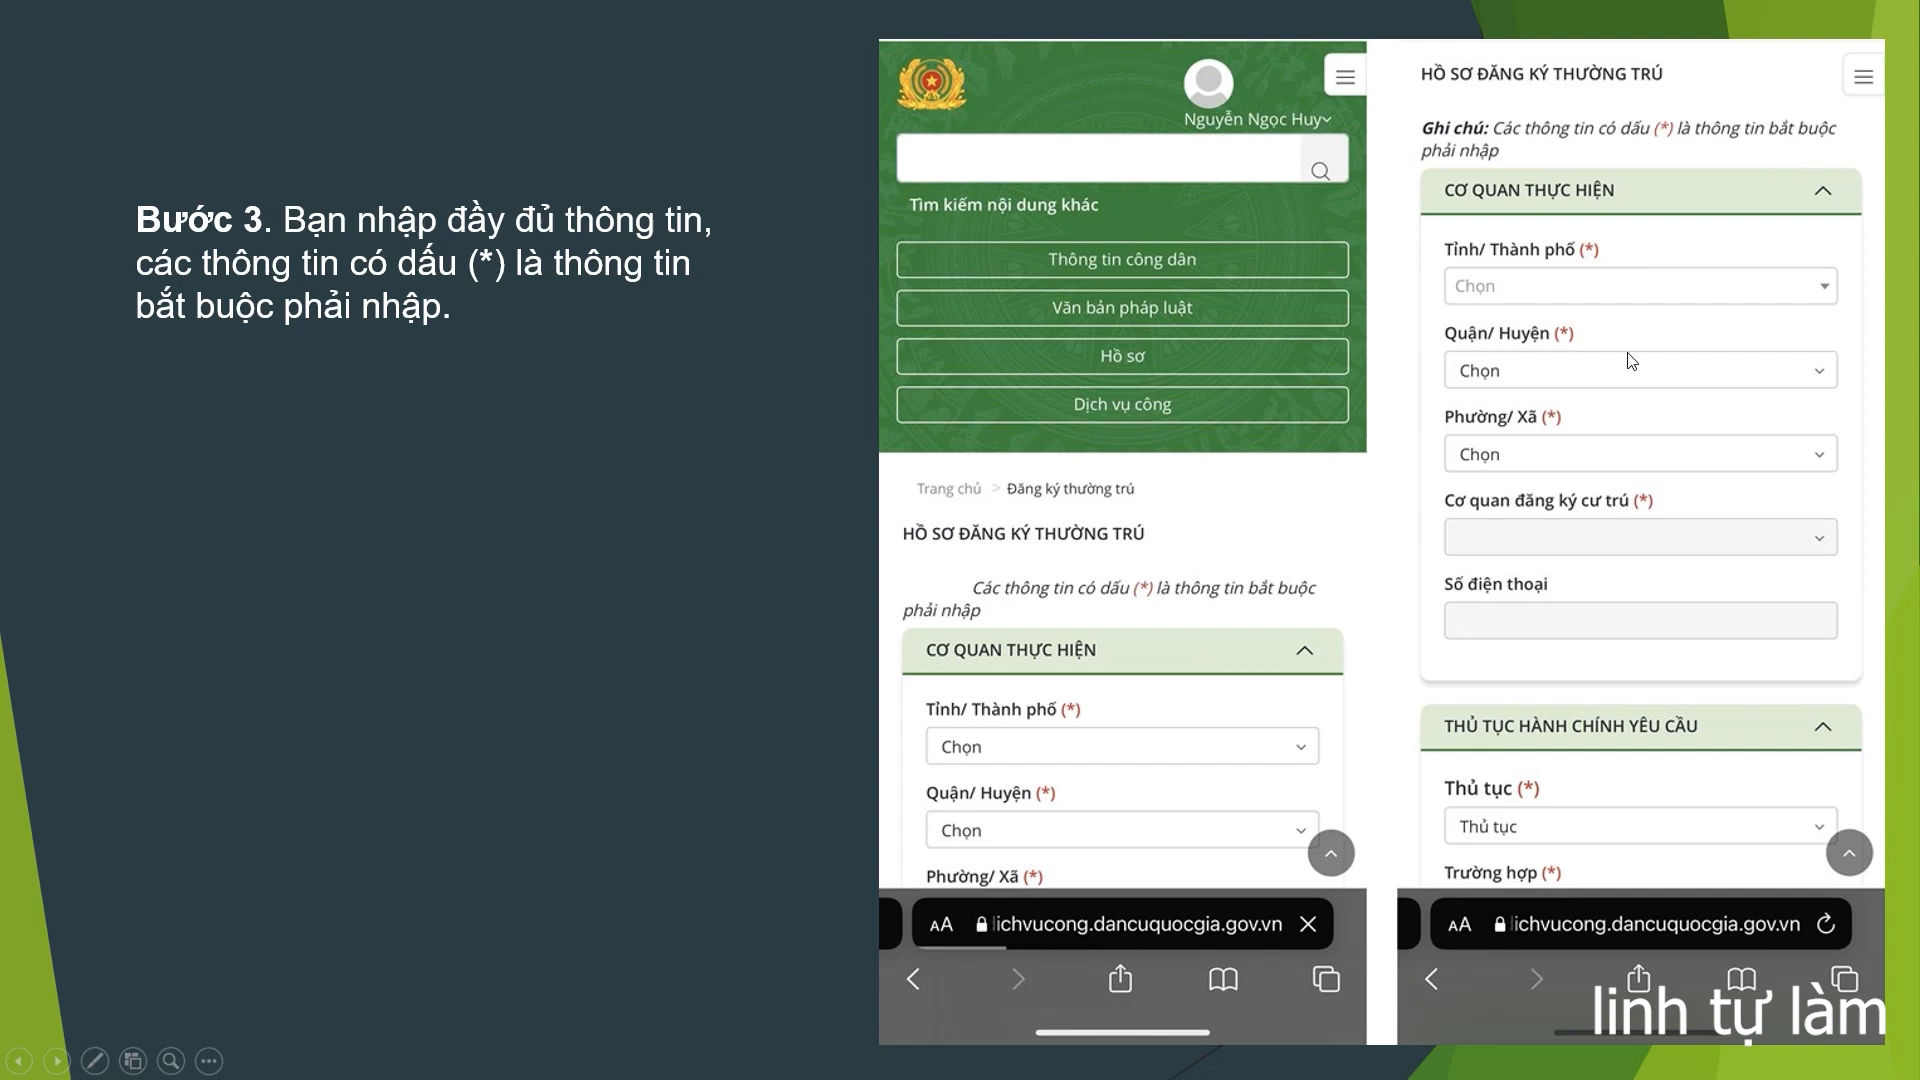 Bước 3. Bạn nhập đầy đủ thông tin,
các thông tin có dấu (*) là thông tin
bắt buộc phải nhập.
Nguyễn Ngọc Huy
Tìm kiếm nội dung khác
Thông tin công dân
Văn bản pháp luật
Hồ sơ
Dịch vụ công
Trang chủ > Đăng ký thường trú
HỒ SƠ ĐĂNG KÝ THƯỜNG TRÚ
Các thông tin có dấu (*) là thông tin bắt buộc
phải nhập
CƠ QUAN THỰC HIỆN
Tỉnh/ Thành phố (*)
Chọn
Quận/ Huyện (*)
Chọn
Phường/ Xã (*)
AA ichvucong.dancuquocgia.gov.vn
HỒ SƠ ĐĂNG KÝ THƯỜNG TRÚ
Ghi chú: Các thông tin có dấu (*) là thông tin bắt buộc
phải nhập
CƠ QUAN THỰC HIỆN
Tỉnh/ Thành phố (*)
Chọn
Quận/ Huyện (*)
Chọn
Phường/ Xã (*)
Chọn
Cơ quan đăng ký cư trú (*)
Số điện thoại
THỦ TỤC HÀNH CHÍNH YÊU CẦU
Thủ tục (*)
Thủ tục
Trường hợp (*)
AA ichvucong.dancuquocgia.gov.vn
linh tự làm